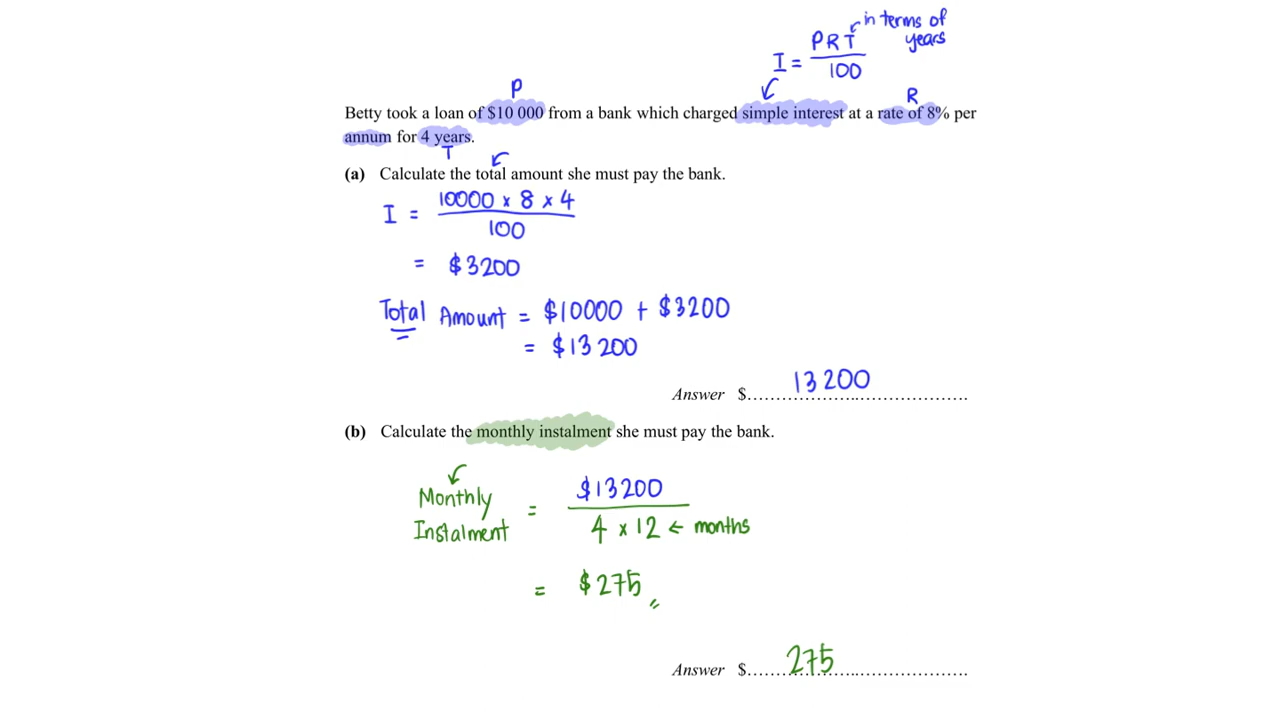 in terms of
years
I = PRT / 100
P
R
Betty took a loan of $10 000 from a bank which charged simple interest at a rate of 8% per
annum for 4 years.
T
(a) Calculate the total amount she must pay the bank.
I = 10000 x 8 x 4 / 100
= $3200
Total Amount = $10000 + $3200
= $13 200
Answer $.......13 200.......
(b) Calculate the monthly instalment she must pay the bank.
Monthly
Instalment = $13200 / 4 x 12 ← months
= $275
Answer $.......275.......